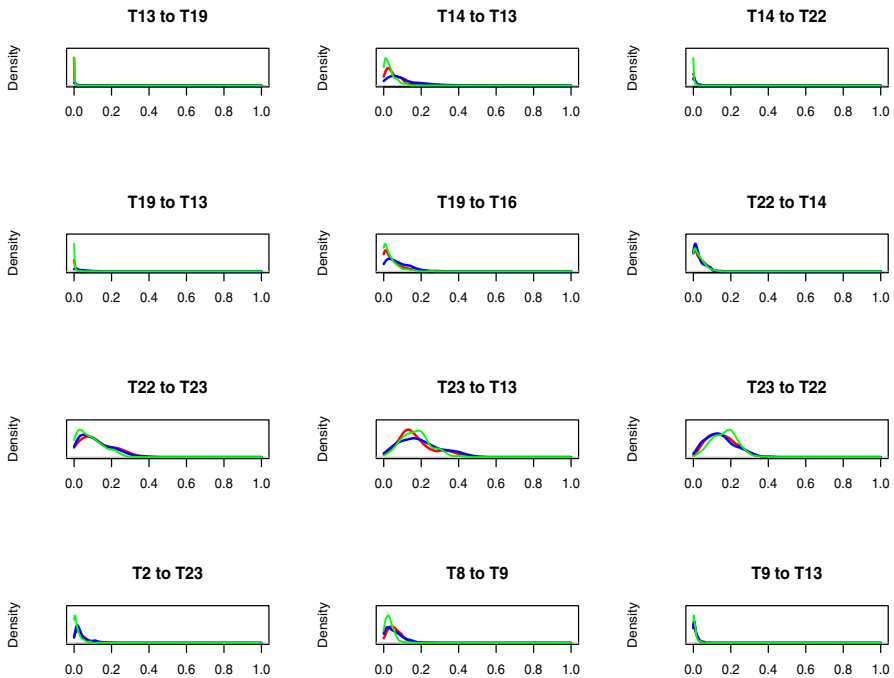 T13 to T19
T14 to T13
T14 to T22
Density
0.0 0.2 0.4 0.6 0.8 1.0
Density
0.0 0.2 0.4 0.6 0.8 1.0
Density
0.0 0.2 0.4 0.6 0.8 1.0
T19 to T13
T19 to T16
T22 to T14
Density
0.0 0.2 0.4 0.6 0.8 1.0
Density
0.0 0.2 0.4 0.6 0.8 1.0
Density
0.0 0.2 0.4 0.6 0.8 1.0
T22 to T23
T23 to T13
T23 to T22
Density
0.0 0.2 0.4 0.6 0.8 1.0
Density
0.0 0.2 0.4 0.6 0.8 1.0
Density
0.0 0.2 0.4 0.6 0.8 1.0
T2 to T23
T8 to T9
T9 to T13
Density
0.0 0.2 0.4 0.6 0.8 1.0
Density
0.0 0.2 0.4 0.6 0.8 1.0
Density
0.0 0.2 0.4 0.6 0.8 1.0